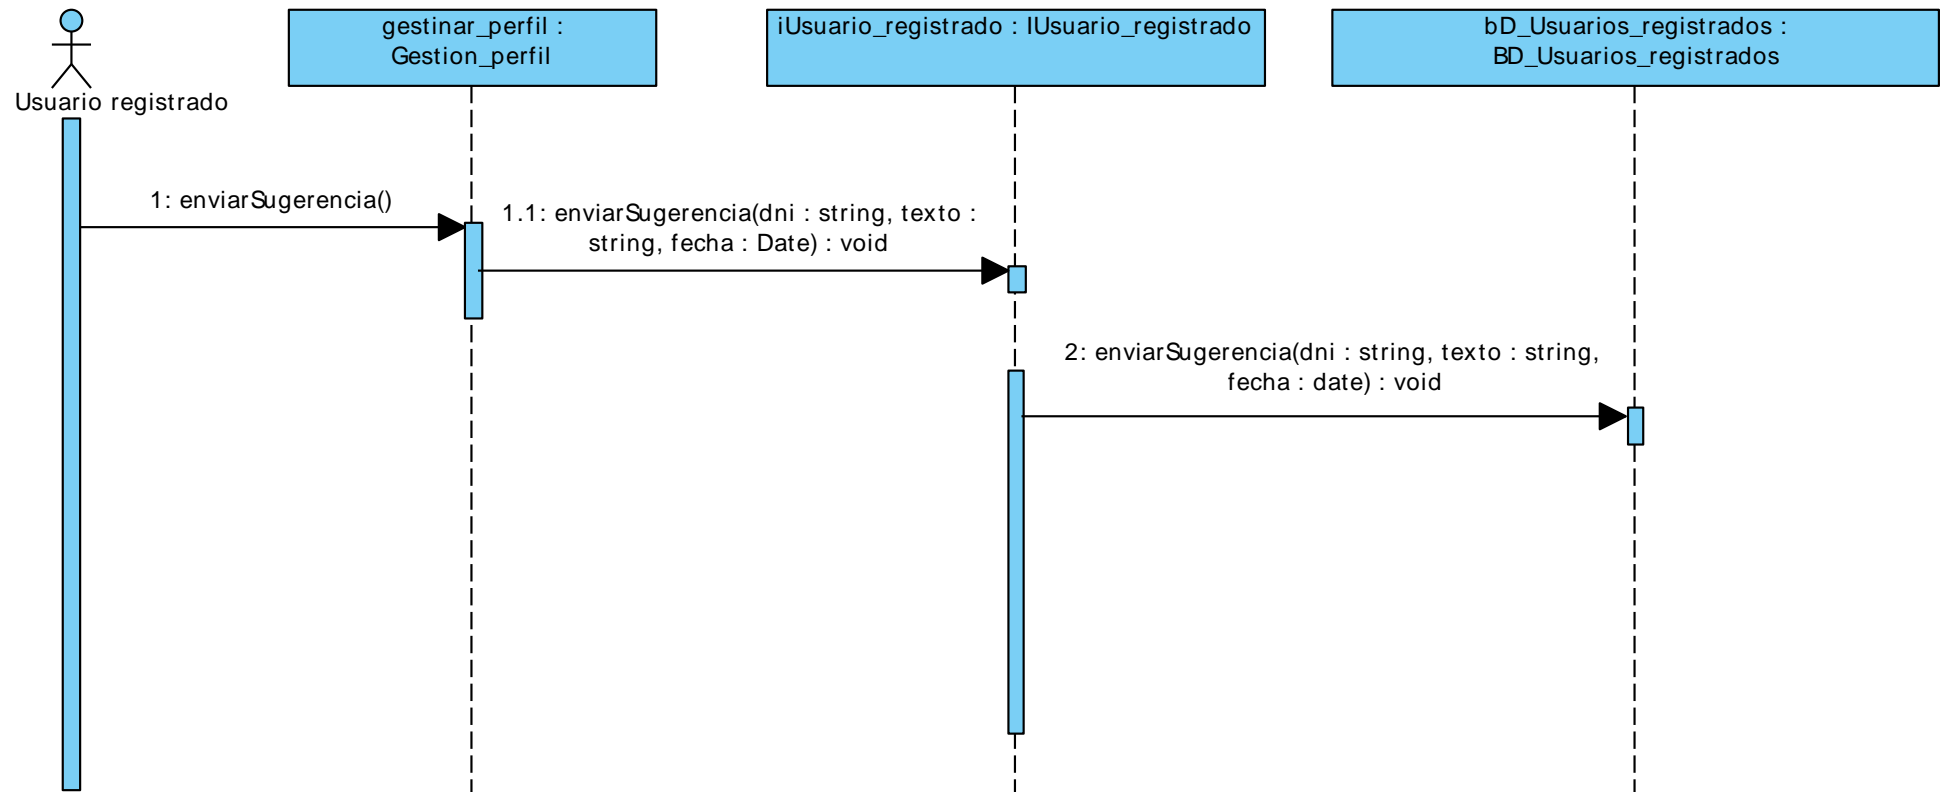 Usuario registrado
gestinar_perfil :
Gestion_perfil
iUsuario_registrado : IUsuario_registrado
bD_Usuarios_registrados :
BD_Usuarios_registrados
1: enviarSugerencia()
1.1: enviarSugerencia(dni : string, texto :
string, fecha : Date) : void
2: enviarSugerencia(dni : string, texto : string,
fecha : date) : void